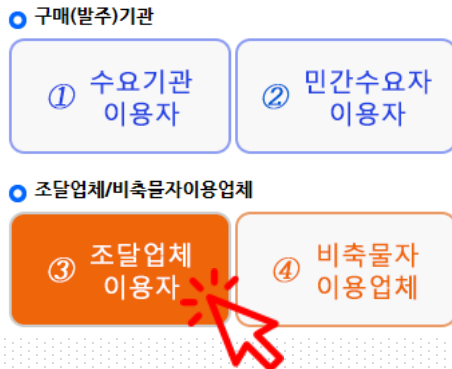 구매(발주)기관
① 수요기관
이용자
② 민간수요자
이용자
조달업체/비축물자이용업체
③ 조달업체
이용자
④ 비축물자
이용업체